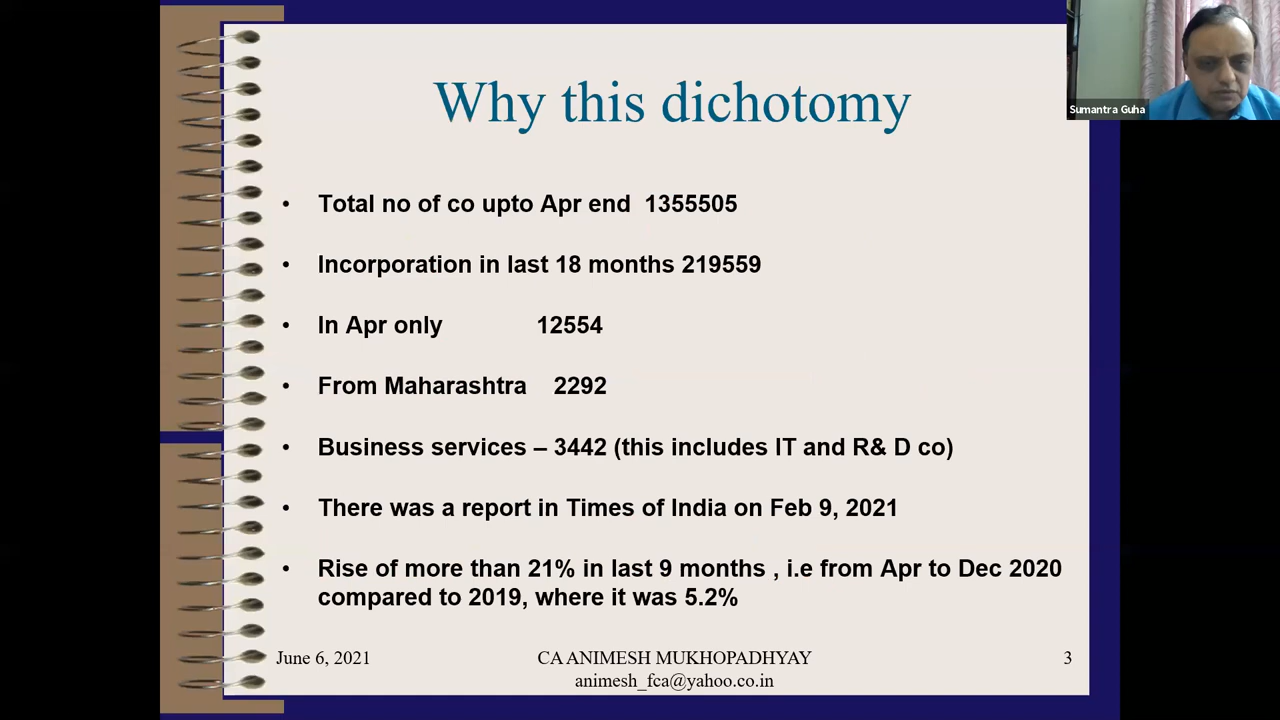 Why this dichotomy
Sumantra Guha
• Total no of co upto Apr end 1355505
• Incorporation in last 18 months 219559
• In Apr only 12554
• From Maharashtra 2292
• Business services – 3442 (this includes IT and R& D co)
• There was a report in Times of India on Feb 9, 2021
• Rise of more than 21% in last 9 months , i.e from Apr to Dec 2020
compared to 2019, where it was 5.2%
June 6, 2021 CA ANIMESH MUKHOPADHYAY 3
animesh_fca@yahoo.co.in